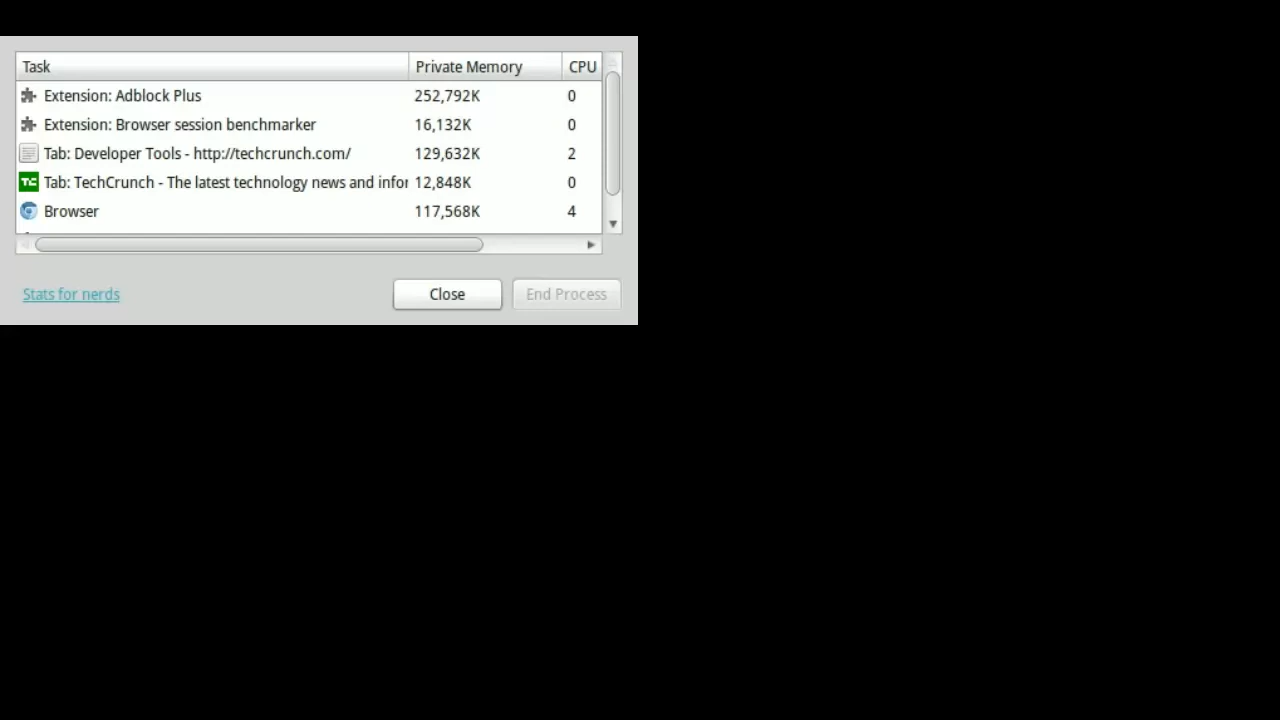 Task Private Memory CPU
Extension: Adblock Plus 252,792K 0
Extension: Browser session benchmarker 16,132K 0
Tab: Developer Tools - http://techcrunch.com/ 129,632K 2
TC Tab: TechCrunch - The latest technology news and infor 12,848K 0
Browser 117,568K 4
Stats for nerds Close End Process